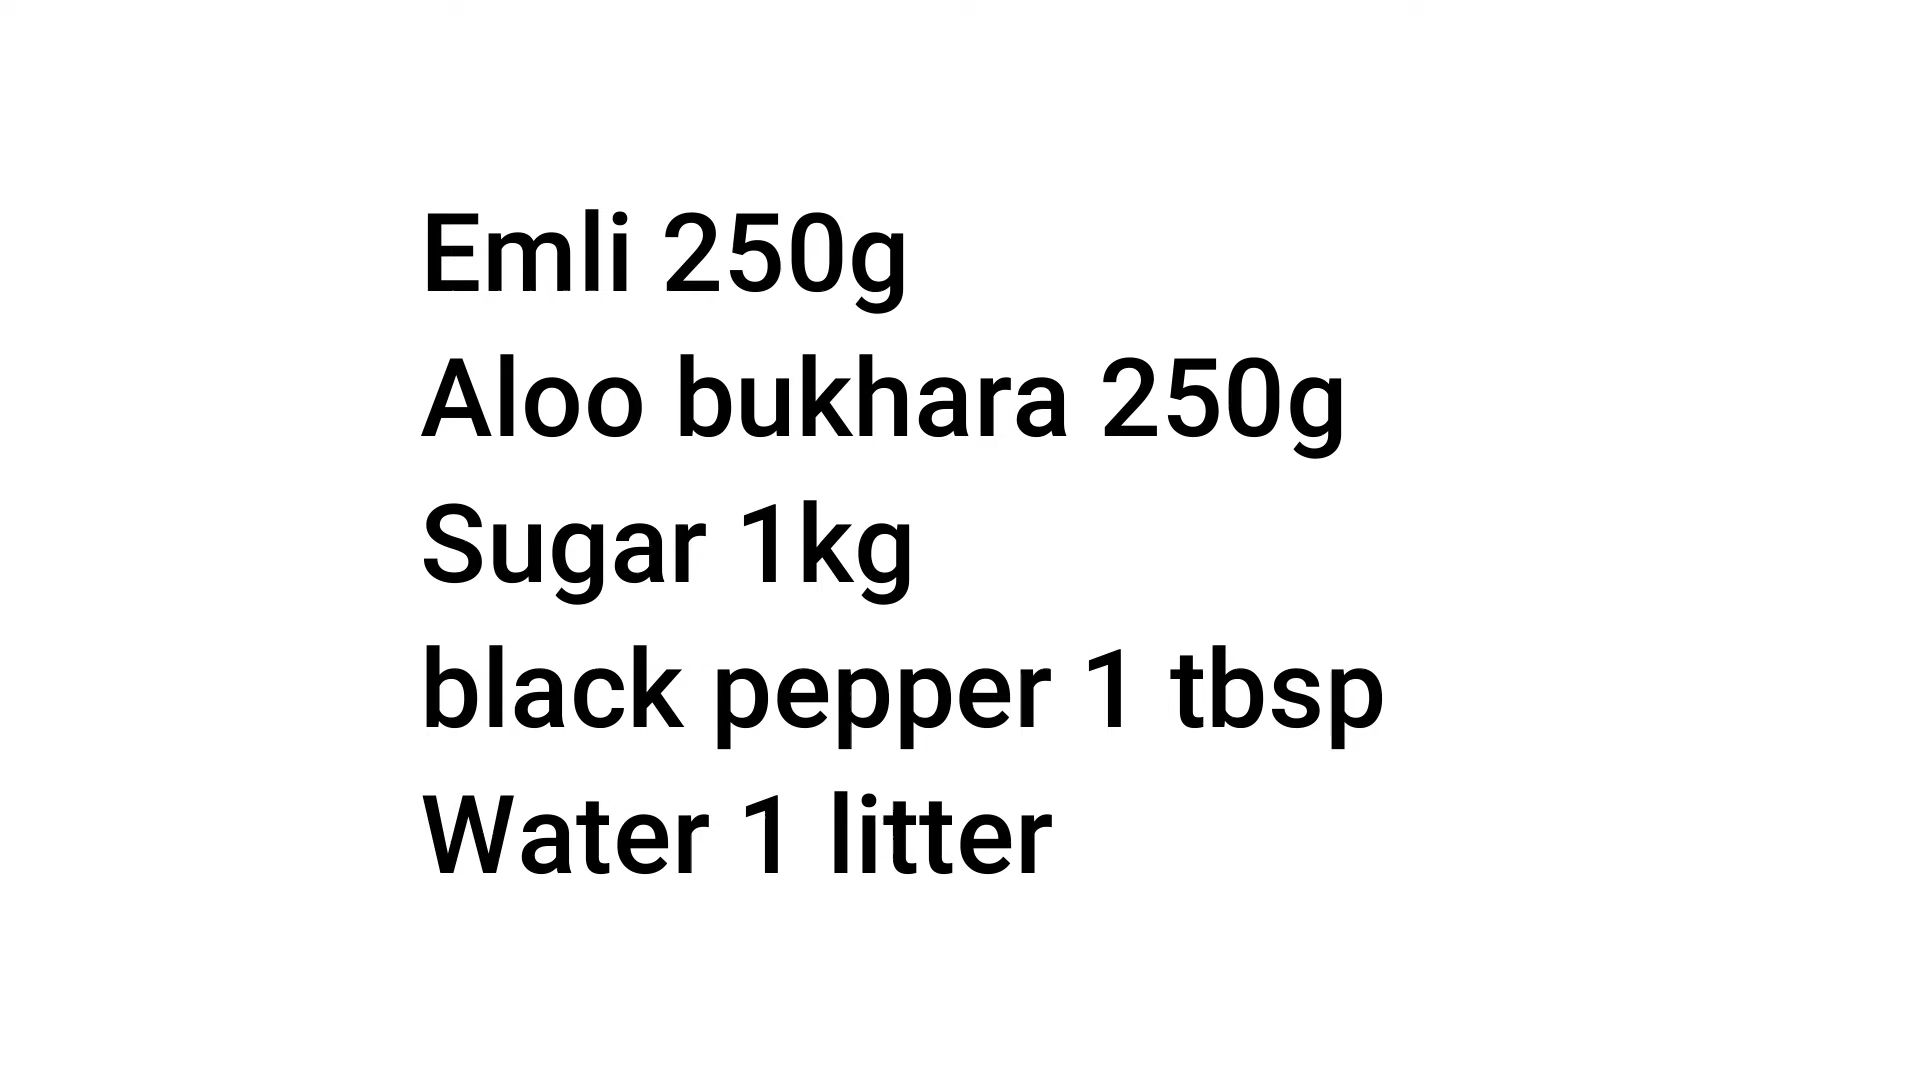 Emli 250g
Aloo bukhara 250g
Sugar 1kg
black pepper 1 tbsp
Water 1 litter